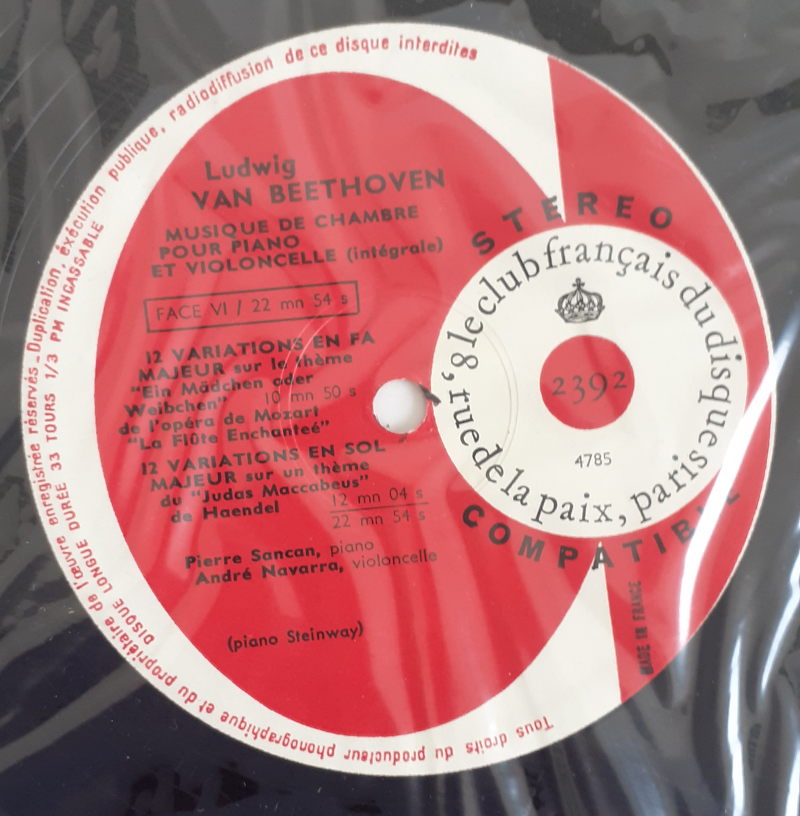 Tous droits du producteur phonographique et du propriétaire de l'œuvre enregistrée réservés _ Duplication, éxécution publique, radiodiffusion de ce disque interdites
DISQUE LONGUE DURÉE 33 TOURS 1/3 PM INCASSABLE
Ludwig
VAN BEETHOVEN
MUSIQUE DE CHAMBRE
POUR PIANO
ET VIOLONCELLE (intégrale)
FACE VI / 22 mn 54 s
12 VARIATIONS EN FA
MAJEUR sur le thème
"Ein Mädchen oder
Weibchen" 10 mn 50 s
de l'opéra de Mozart
"La Flûte Enchanteé"
12 VARIATIONS EN SOL
MAJEUR sur un thème
du "Judas Maccabeus"
de Haendel 12 mn 04 s
22 mn 54 s
Pierre Sancan, piano
André Navarra, violoncelle
(piano Steinway)
STEREO
le club français du disque
8, rue de la paix, paris
2392
4785
COMPATIBLE
MADE IN FRANCE